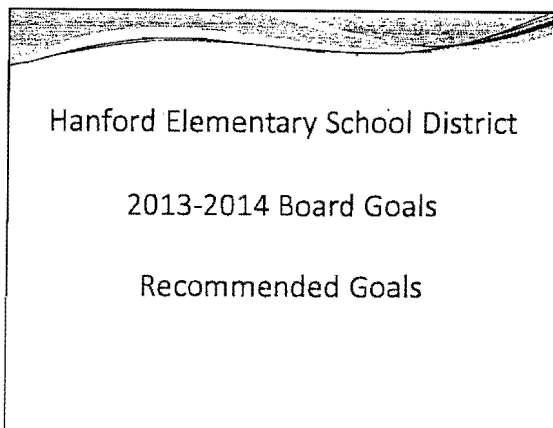 Hanford Elementary School District
2013-2014 Board Goals
Recommended Goals